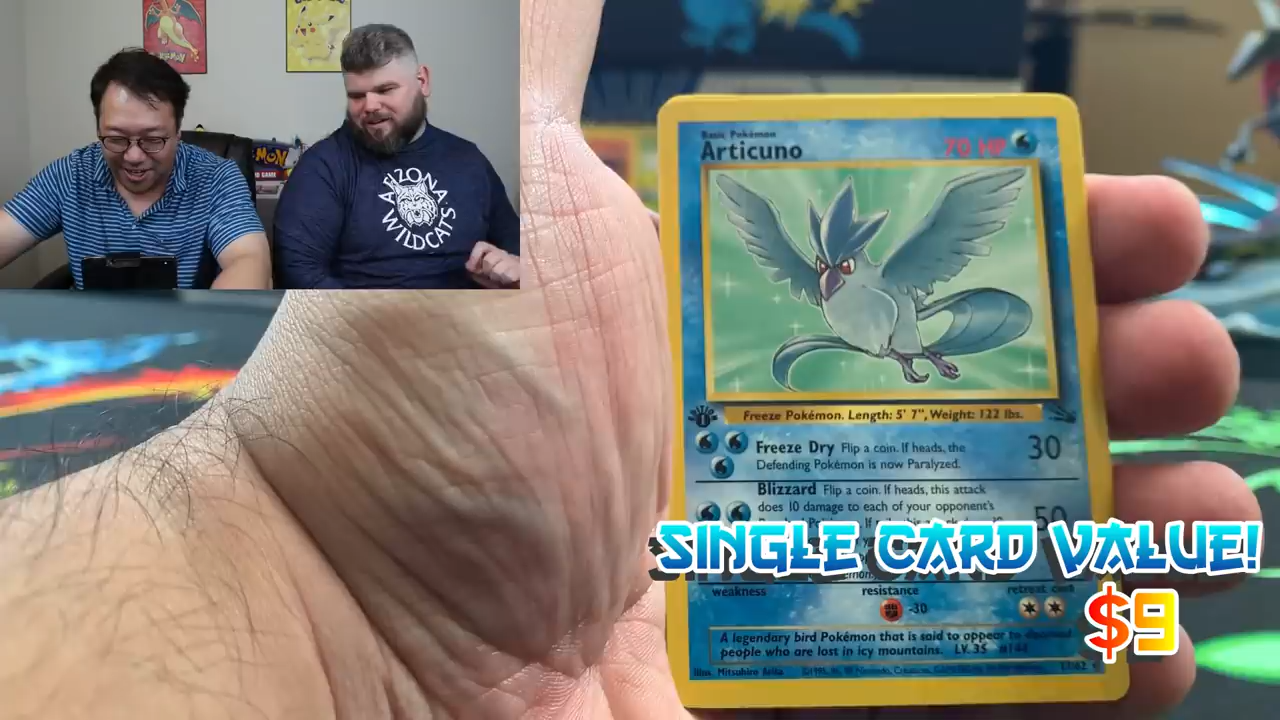 POKÉMON
ARIZONA
WILDCATS
Basic Pokémon
Articuno 70 HP
Freeze Pokémon. Length: 5' 7", Weight: 122 lbs.
Freeze Dry Flip a coin. If heads, the
Defending Pokémon is now Paralyzed.
30
Blizzard Flip a coin. If heads, this attack
does 10 damage to each of your opponent's
50
SINGLE CARD VALUE!
$9
weakness resistance retreat cost
-30
A legendary bird Pokémon that is said to appear to doomed
people who are lost in icy mountains. LV. 35 #144
Illus. Mitsuhiro Arita
17/62